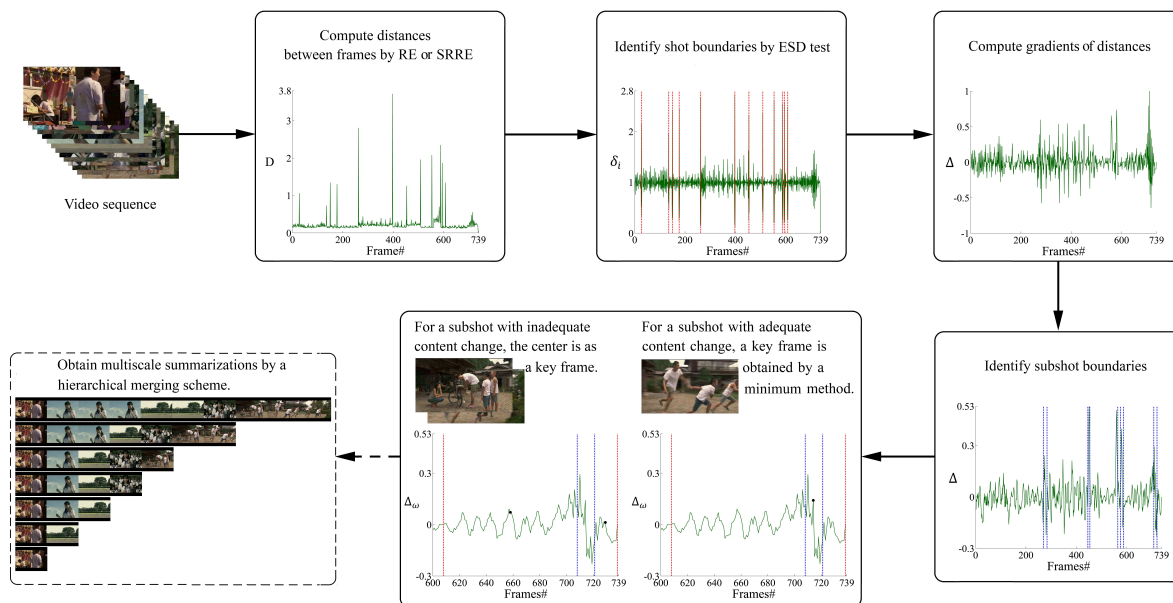 Video sequence
Compute distances
between frames by RE or SRRE
3.8
3
2
D
1
0
0
200
400
600
739
Frame#
Identify shot boundaries by ESD test
2.8
2
δi
1
0
0
200
400
600
739
Frame#
Compute gradients of distances
1
0.5
Δ
0
-0.5
-1
0
200
400
600
739
Frame#
Obtain multiscale summarizations by a
hierarchical merging scheme.
For a subshot with inadequate
content change, the center is as
a key frame.
0.53
0.3
Δω
0
-0.3
600
620
640
660
680
700
720
739
Frames#
For a subshot with adequate
content change, a key frame is
obtained by a
minimum method.
0.53
0.3
Δω
0
-0.3
600
620
640
660
680
700
720
739
Frames#
Identify subshot boundaries
0.53
0.3
Δ
0
-0.3
0
200
400
600
739
Frame#